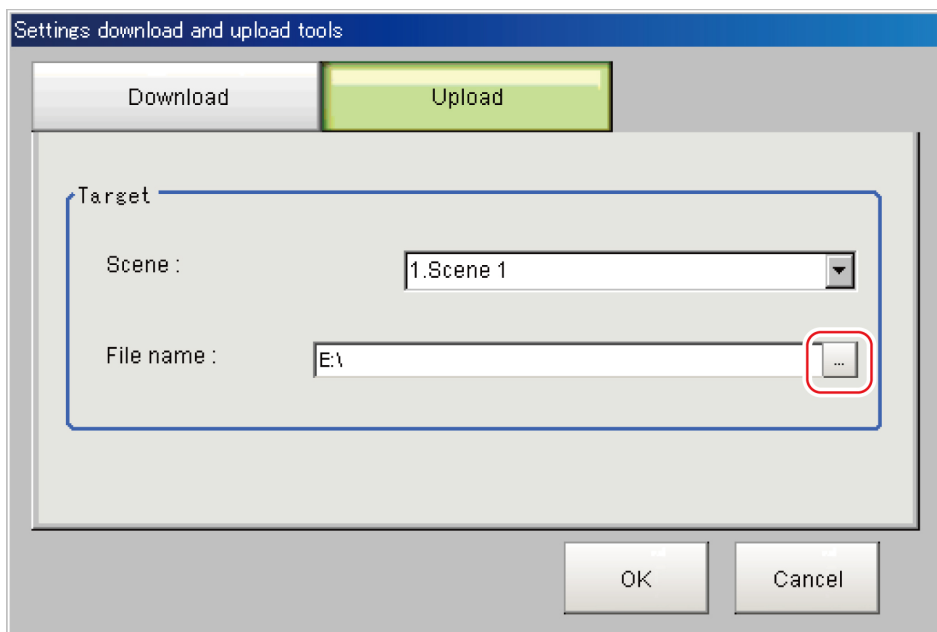 Settings download and upload tools
Download Upload
Target
Scene : 1.Scene 1
File name : E:\ ...
OK Cancel